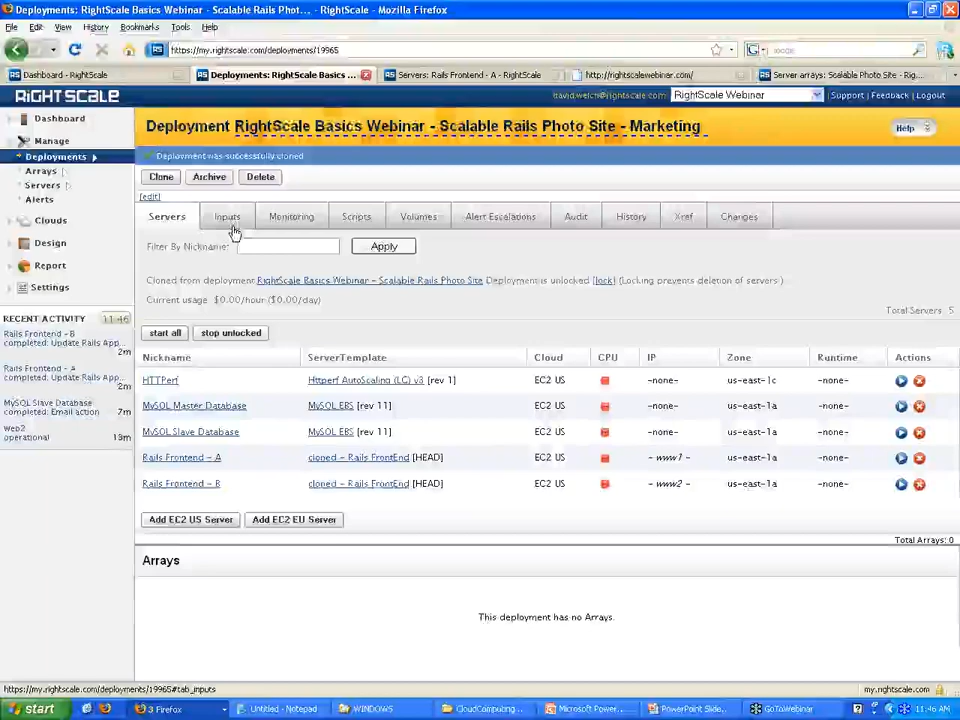 Deployments: RightScale Basics Webinar - Scalable Rails Phot... - RightScale - Mozilla Firefox
File Edit View History Bookmarks Tools Help
https://my.rightscale.com/deployments/19965
Dashboard - RightScale
Deployments: RightScale Basics ...
Servers: Rails Frontend - A - RightScale
http://rightscalewebinar.com/
Server arrays: Scalable Photo Site - Rig...
RIGHTSCALE
david.welch@rightscale.com RightScale Webinar Support | Feedback | Logout
Dashboard
Manage
Deployments
Arrays
Servers
Alerts
Clouds
Design
Report
Settings
RECENT ACTIVITY 11:46
Rails Frontend - B
completed: Update Rails App...
2m
Rails Frontend - A
completed: Update Rails App...
2m
MySQL Slave Database
completed: Email action 7m
Web2
operational 13m
Deployment RightScale Basics Webinar - Scalable Rails Photo Site - Marketing
Help
Deployment was successfully cloned
Clone Archive Delete
[edit]
Servers Inputs Monitoring Scripts Volumes Alert Escalations Audit History Xref Changes
Filter By Nickname: Apply
Cloned from deployment RightScale Basics Webinar - Scalable Rails Photo Site Deployment is unlocked [lock] (Locking prevents deletion of servers)
Current usage $0.00/hour ($0.00/day)
Total Servers 5
start all stop unlocked
Nickname ServerTemplate Cloud CPU IP Zone Runtime Actions
HTTPerf Httperf AutoScaling (LC) v3 [rev 1] EC2 US -none- us-east-1c -none-
MySQL Master Database MySQL EBS [rev 11] EC2 US -none- us-east-1a -none-
MySQL Slave Database MySQL EBS [rev 11] EC2 US -none- us-east-1a -none-
Rails Frontend - A cloned - Rails FrontEnd [HEAD] EC2 US - www1 - us-east-1a -none-
Rails Frontend - B cloned - Rails FrontEnd [HEAD] EC2 US - www2 - us-east-1a -none-
Add EC2 US Server Add EC2 EU Server
Total Arrays: 0
Arrays
This deployment has no Arrays.
https://my.rightscale.com/deployments/19965#tab_inputs
my.rightscale.com
start 3 Firefox Untitled - Notepad WINDOWS CloudComputing_... Microsoft Power... PowerPoint Slide... GoToWebinar 11:46 AM